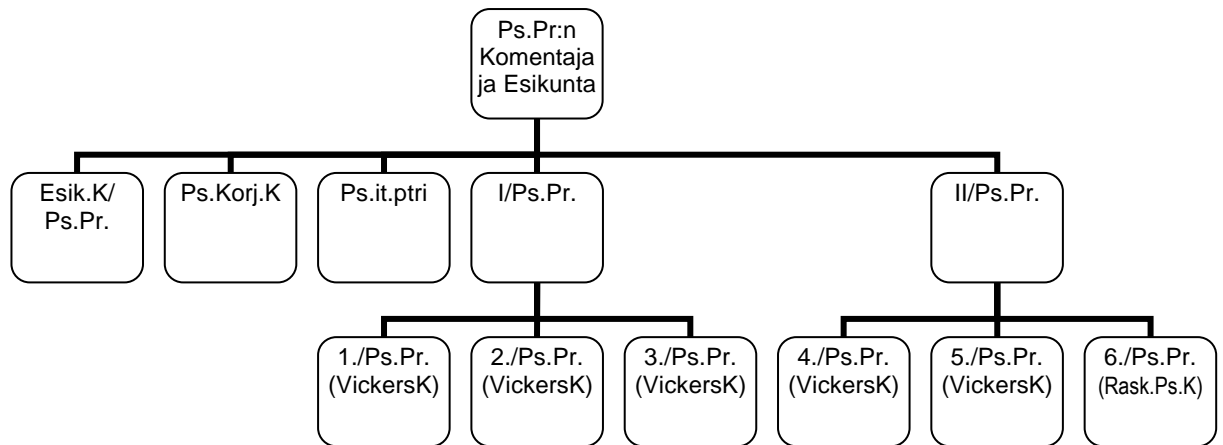 Ps.Pr:n
Komentaja
ja Esikunta
Esik.K/
Ps.Pr.
Ps.Korj.K
Ps.it.ptri
I/Ps.Pr.
II/Ps.Pr.
1./Ps.Pr.
(VickersK)
2./Ps.Pr.
(VickersK)
3./Ps.Pr.
(VickersK)
4./Ps.Pr.
(VickersK)
5./Ps.Pr.
(VickersK)
6./Ps.Pr.
(Rask.Ps.K)